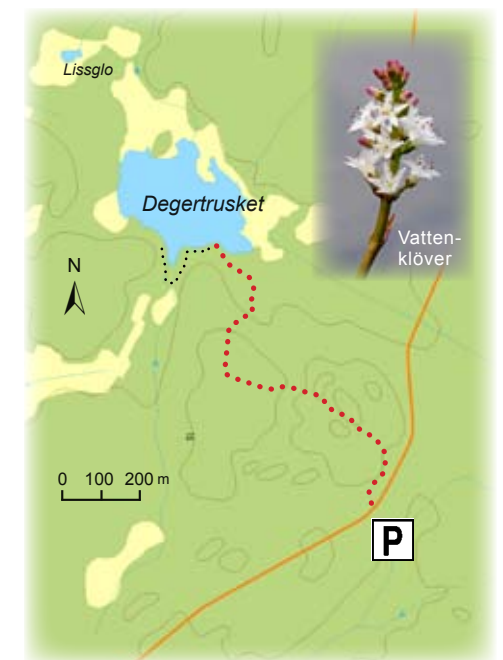 Lissglo
Degertrusket
Vatten-
klöver
N
0 100 200 m
P